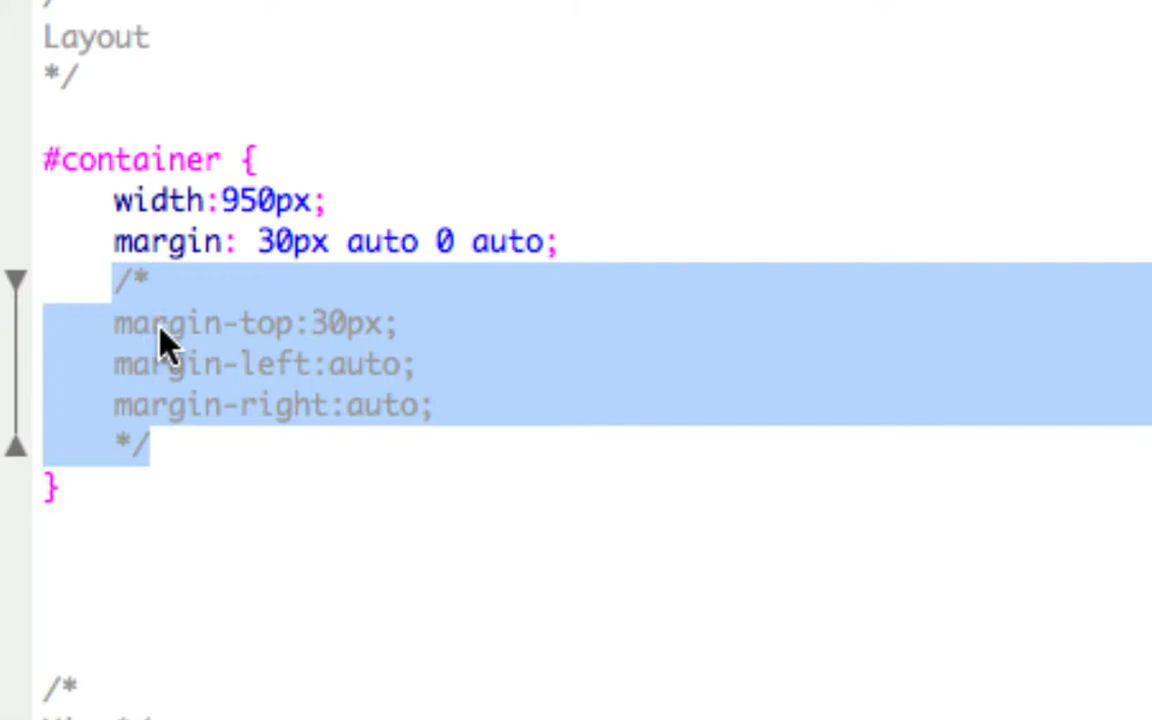 Layout
*/
#container {
width:950px;
margin: 30px auto 0 auto;
/*
margin-top:30px;
margin-left:auto;
margin-right:auto;
*/
}
/*